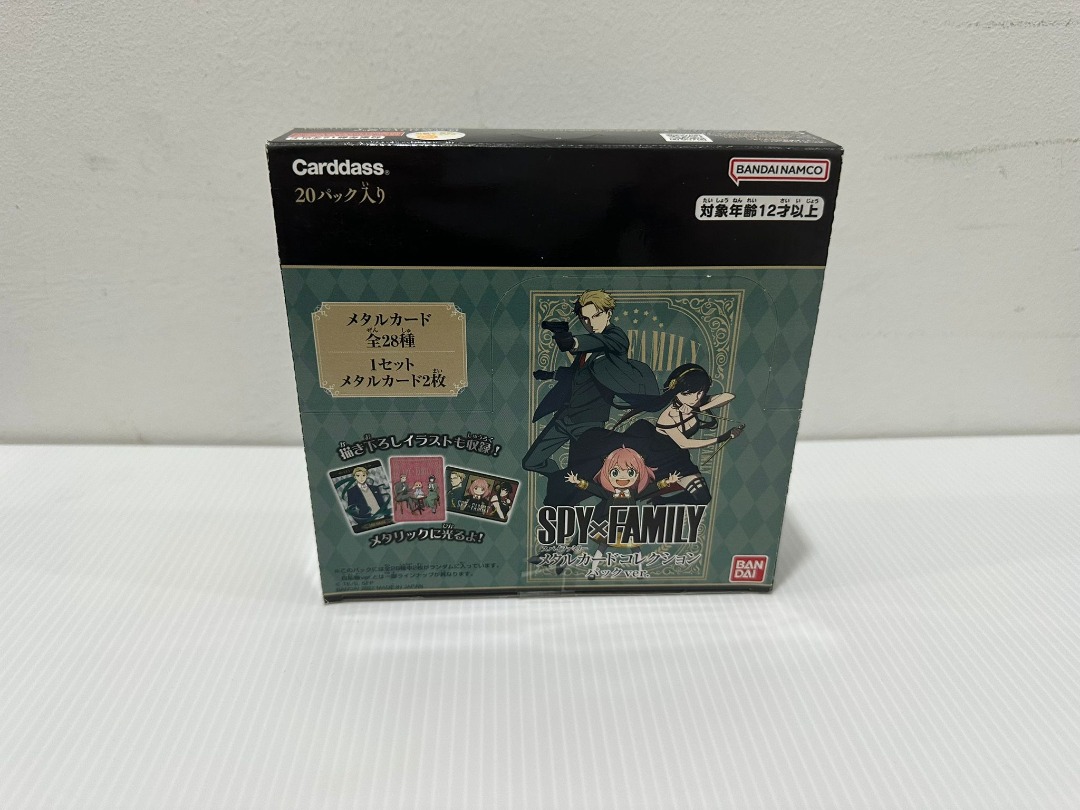 Carddass®
20パック入り
BANDAI NAMCO
対象年齢12才以上
メタルカード
全28種
1セット
メタルカード2枚
FAMILY
描き下ろしイラストも収録!
メタリックに光るよ!
SPY×FAMILY
メタルカードコレクション
パックver.
BAN
DAI